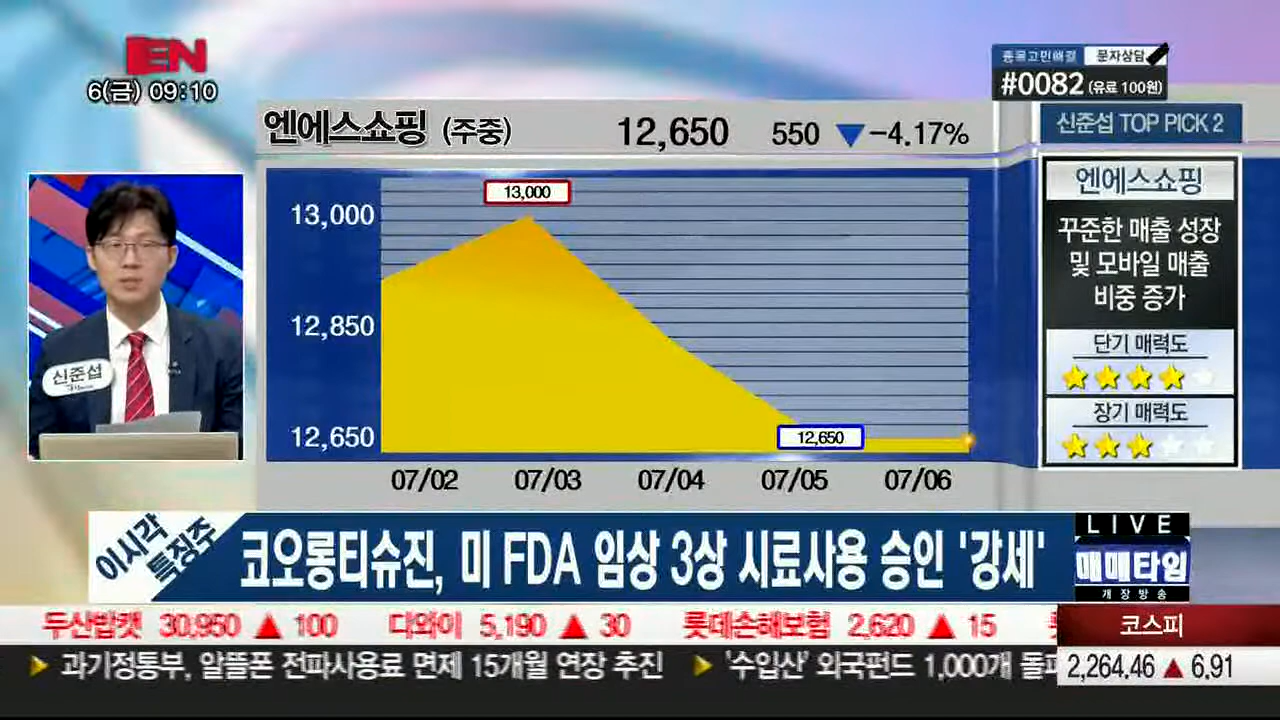 EN
6(금) 09:10
종목고민해결 문자상담
#0082 (유료 100원)
엔에스쇼핑 (주중) 12,650 550 ▼ -4.17%
신준섭 TOP PICK 2
엔에스쇼핑
꾸준한 매출 성장
및 모바일 매출
비중 증가
단기 매력도
장기 매력도
13,000
13,000
12,850
12,650
12,650
07/02 07/03 07/04 07/05 07/06
신준섭
이시각
특징주
코오롱티슈진, 미 FDA 임상 3상 시료사용 승인 '강세'
LIVE
매매타임
개장방송
두산밥캣 30,950 ▲ 100 다와이 5,190 ▲ 30 롯데손해보험 2,620 ▲ 15
코스피
과기정통부, 알뜰폰 전파사용료 면제 15개월 연장 추진 '수입산' 외국펀드 1,000개 돌파
2,264.46 ▲ 6.91